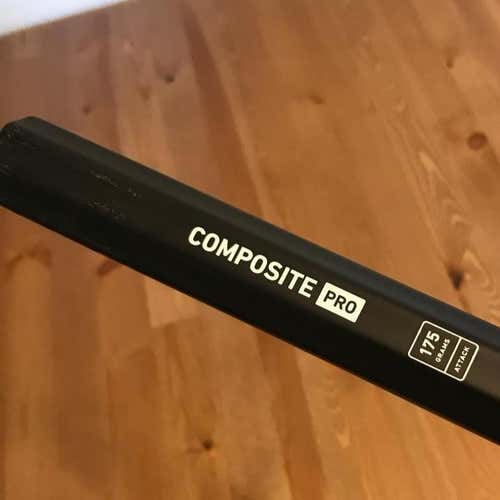 COMPOSITE PRO
175
GRAMS
ATTACK